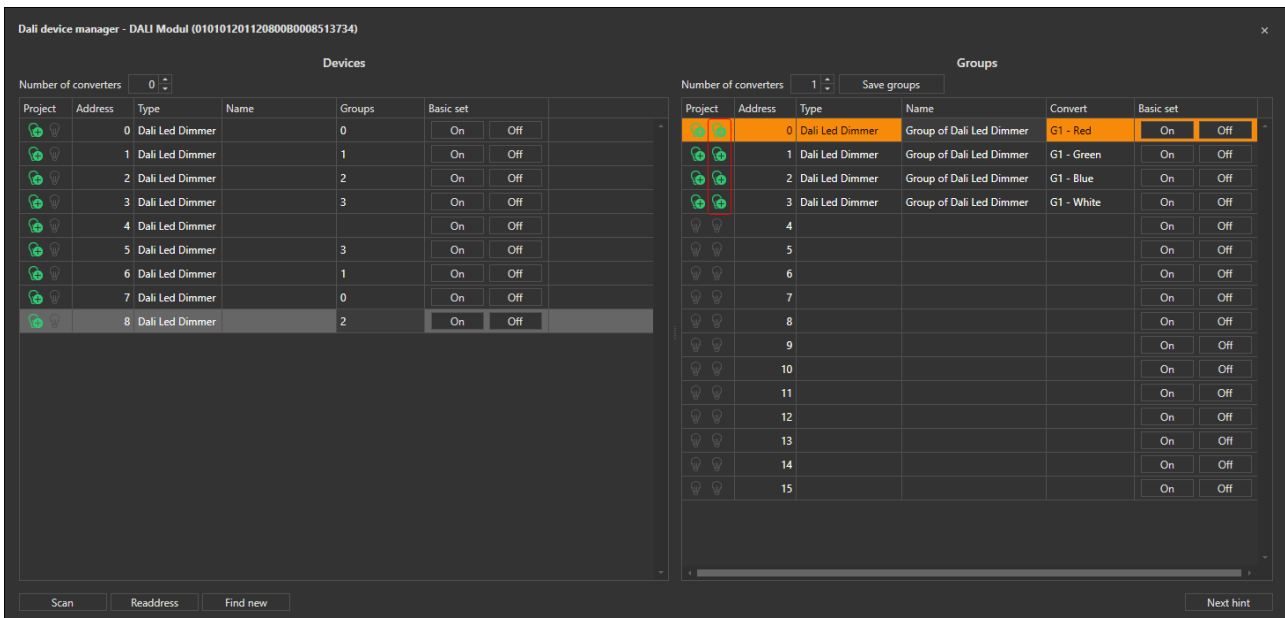 Dali device manager - DALI Modul (010101201120800B0008513734)
Devices
Number of converters 0
Project Address Type Name Groups Basic set
0 Dali Led Dimmer 0 On Off
1 Dali Led Dimmer 1 On Off
2 Dali Led Dimmer 2 On Off
3 Dali Led Dimmer 3 On Off
4 Dali Led Dimmer On Off
5 Dali Led Dimmer 3 On Off
6 Dali Led Dimmer 1 On Off
7 Dali Led Dimmer 0 On Off
8 Dali Led Dimmer 2 On Off
Scan Readdress Find new
Groups
Number of converters 1 Save groups
Project Address Type Name Convert Basic set
0 Dali Led Dimmer Group of Dali Led Dimmer G1 - Red On Off
1 Dali Led Dimmer Group of Dali Led Dimmer G1 - Green On Off
2 Dali Led Dimmer Group of Dali Led Dimmer G1 - Blue On Off
3 Dali Led Dimmer Group of Dali Led Dimmer G1 - White On Off
4 On Off
5 On Off
6 On Off
7 On Off
8 On Off
9 On Off
10 On Off
11 On Off
12 On Off
13 On Off
14 On Off
15 On Off
Next hint